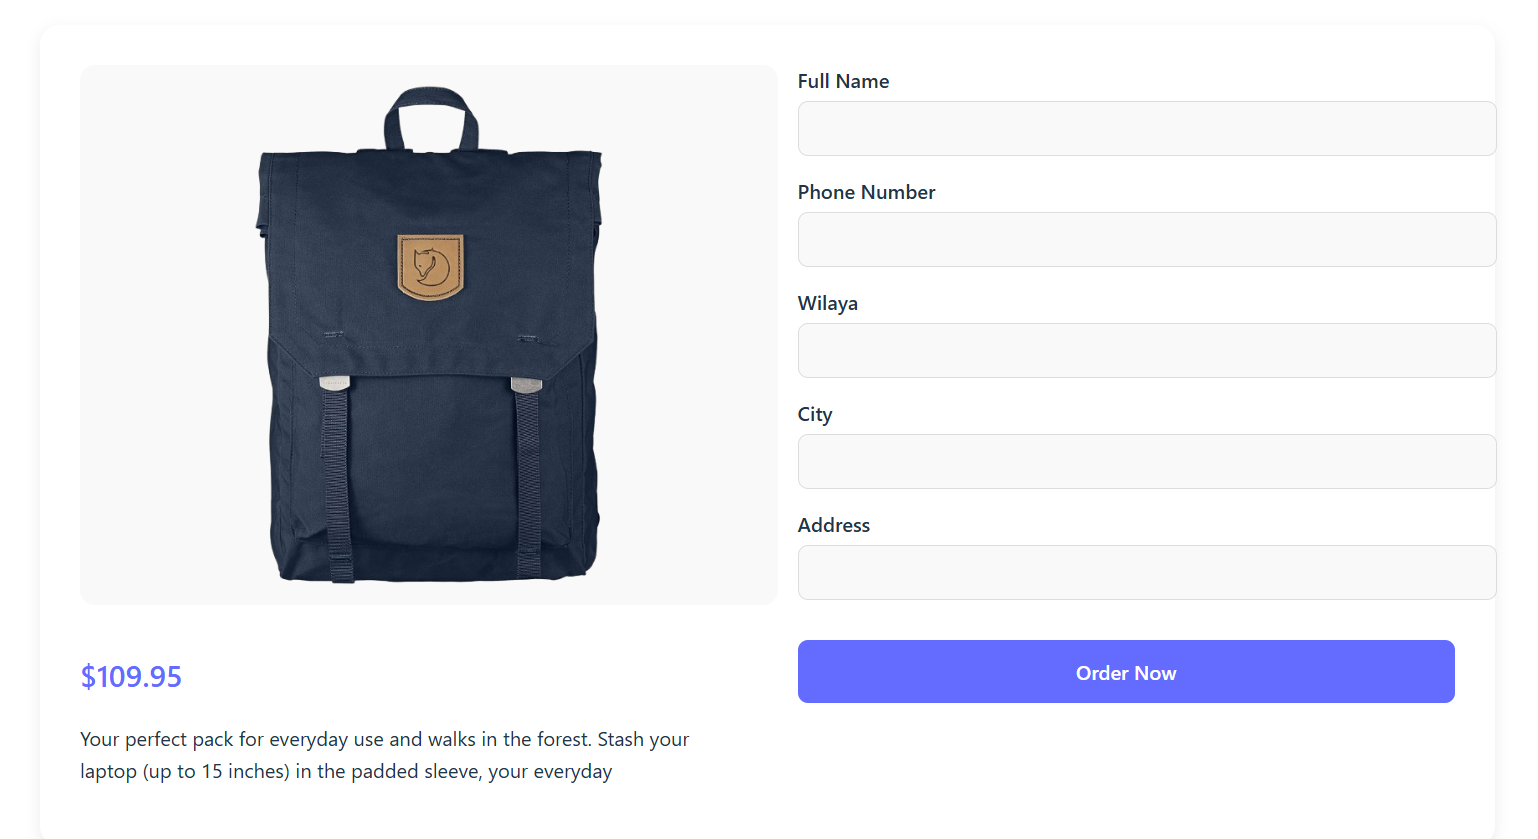 Full Name
Phone Number
Wilaya
City
Address
Order Now
$109.95
Your perfect pack for everyday use and walks in the forest. Stash your
laptop (up to 15 inches) in the padded sleeve, your everyday